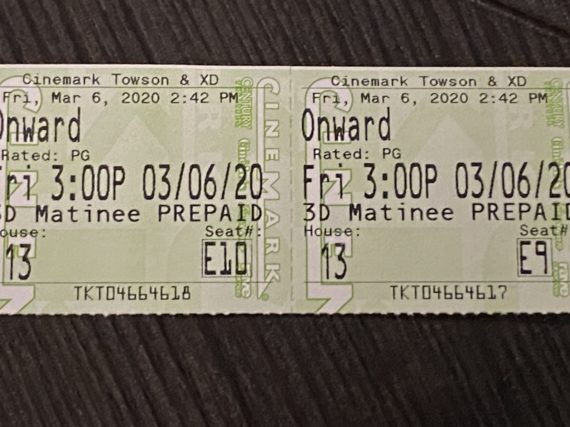 Cinemark Towson & XD
Fri, Mar 6, 2020 2:42 PM
Onward
Rated: PG
Fri 3:00P 03/06/20
3D Matinee PREPAID
House: Seat#:
13 E10
TKT04664618
CINEMARK
Cinemark Towson & XD
Fri, Mar 6, 2020 2:42 PM
Onward
Rated: PG
Fri 3:00P 03/06/20
3D Matinee PREPAID
House: Seat#:
13 E9
TKT04664617